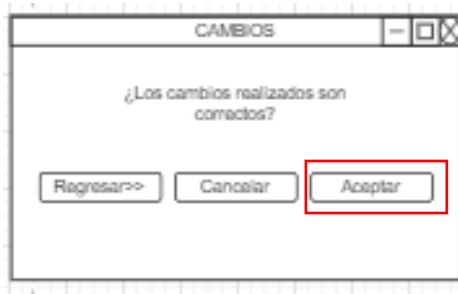 CAMBIOS
¿Los cambios realizados son
correctos?
Regresar>> Cancelar Aceptar